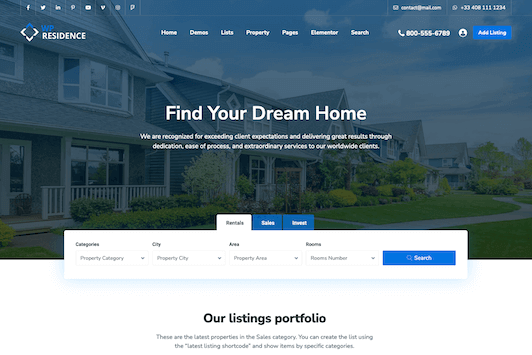 contact@mail.com
+33 408 111 1234
WP
RESIDENCE
Home
Demos
Lists
Property
Pages
Elementor
Search
800-555-6789
Add Listing
Find Your Dream Home
We are recognized for exceeding client expectations and delivering great results through
dedication, ease of process, and extraordinary services to our worldwide clients.
Rentals
Sales
Invest
Categories
City
Area
Rooms
Property Category
Property City
Property Area
Rooms Number
Search
Our listings portfolio
These are the latest properties in the Sales category. You can create the list using
the "latest listing shortcode" and show items by specific categories.